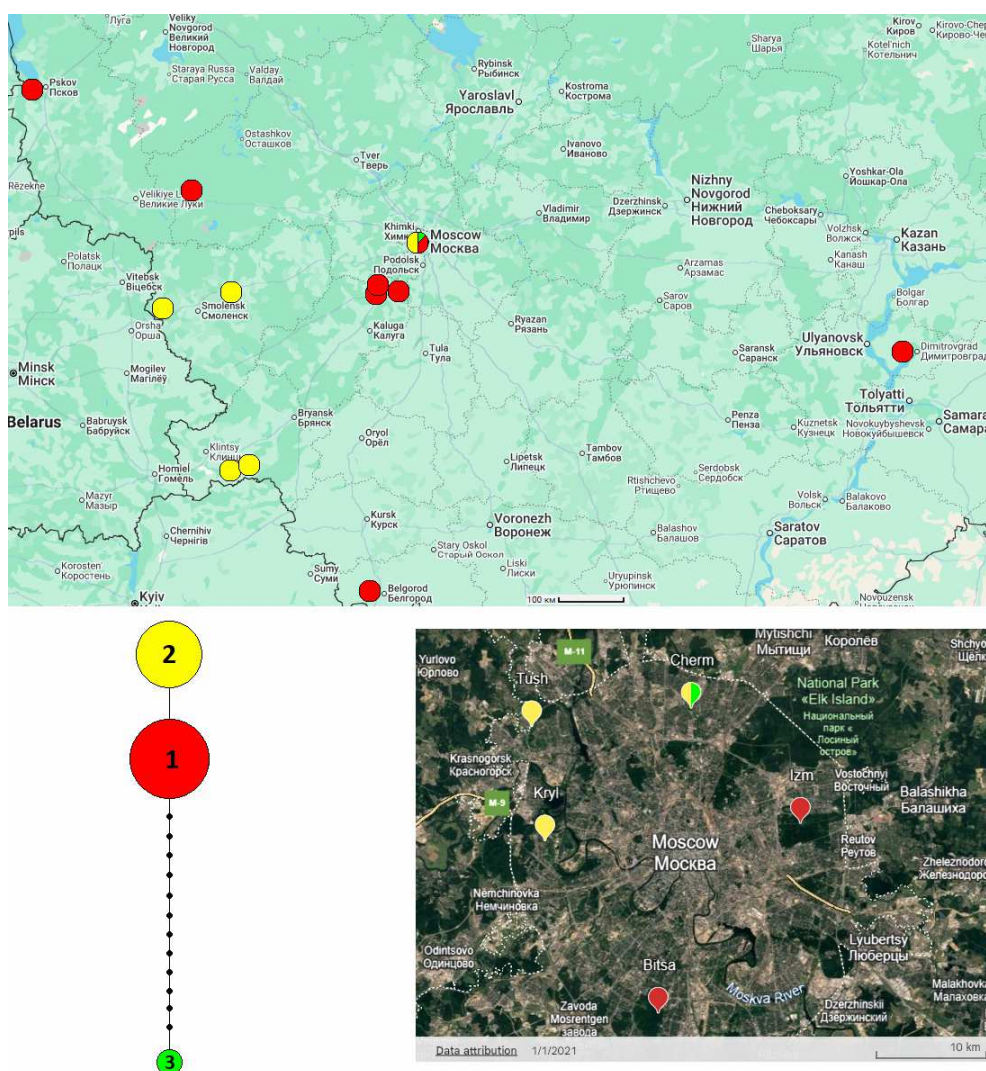 Луга
Veliky
Novgorod
Великий
Новгород
Rybinsk
Рыбинск
Sharya
Шарья
Kirov
Киров
Kotel'nich
Котельнич
Pskov
Псков
Staraya Russa
Старая Русса
Valday
Валдай
Yaroslavl
Ярославль
Kostroma
Кострома
Ostashkov
Осташков
Tver
Тверь
Ivanovo
Иваново
Yoshkar-Ola
Йошкар-Ола
Rēzekne
Великие Луки
Nizhny
Novgorod
Нижний
Новгород
Dzerzhinsk
Дзержинск
Cheboksary
Чебоксары
Vladimir
Владимир
Khimki
Moscow
Москва
Volzhsk
Волжск
Kazan
Казань
Polatsk
Полацк
Podolsk
Подольск
Arzamas
Арзамас
Kanash
Канаш
Vitebsk
Віцебск
Smolensk
Смоленск
Sarov
Саров
Bolgar
Болгар
Orsha
Орша
Kaluga
Калуга
Ryazan
Рязань
Tula
Тула
Saransk
Саранск
Ulyanovsk
Ульяновск
Dimitrovgrad
Димитровград
Minsk
Мінск
Mogilev
Магілёў
Tolyatti
Тольятти
Samara
Самара
Belarus
Babruysk
Бабруйск
Bryansk
Брянск
Oryol
Орёл
Penza
Пенза
Kuznetsk
Кузнецк
Novokuybyshevsk
Новокуйбышевск
Klintsy
Homiel
Гомель
Lipetsk
Липецк
Tambov
Тамбов
Serdobsk
Сердобск
Rtishchevo
Ртищево
Mazyr
Мазыр
Volsk
Вольск
Balakovo
Балаково
Chernihiv
Чернігів
Kursk
Курск
Voronezh
Воронеж
Balashov
Балашов
Saratov
Саратов
Stary Oskol
Старый Оскол
Korosten
Коростень
Sumy
Суми
Liski
Лиски
Uryupinsk
Урюпинск
Belgorod
Белгород
Kyiv
100 км
Novouzensk
2
1
3
Yurlovo
Юрлово
M-11
Mytishchi
Мытищи
Королёв
Cherm
Tush
National Park
«Elk Island»
Национальный
парк «
Лосиный
остров»
Krasnogorsk
Красногорск
Izm
Vostochnyi
Восточный
M-9
Kryl
Balashikha
Балашиха
Moscow
Москва
Reutov
Реутов
Nemchinovka
Немчиновка
Odintsovo
Одинцово
Lyubertsy
Люберцы
Bitsa
Moskva River
Malakhovka
Малаховка
Zavoda
Mosrentgen
завода
Dzerzhinskii
Дзержинский
Data attribution 1/1/2021
10 km